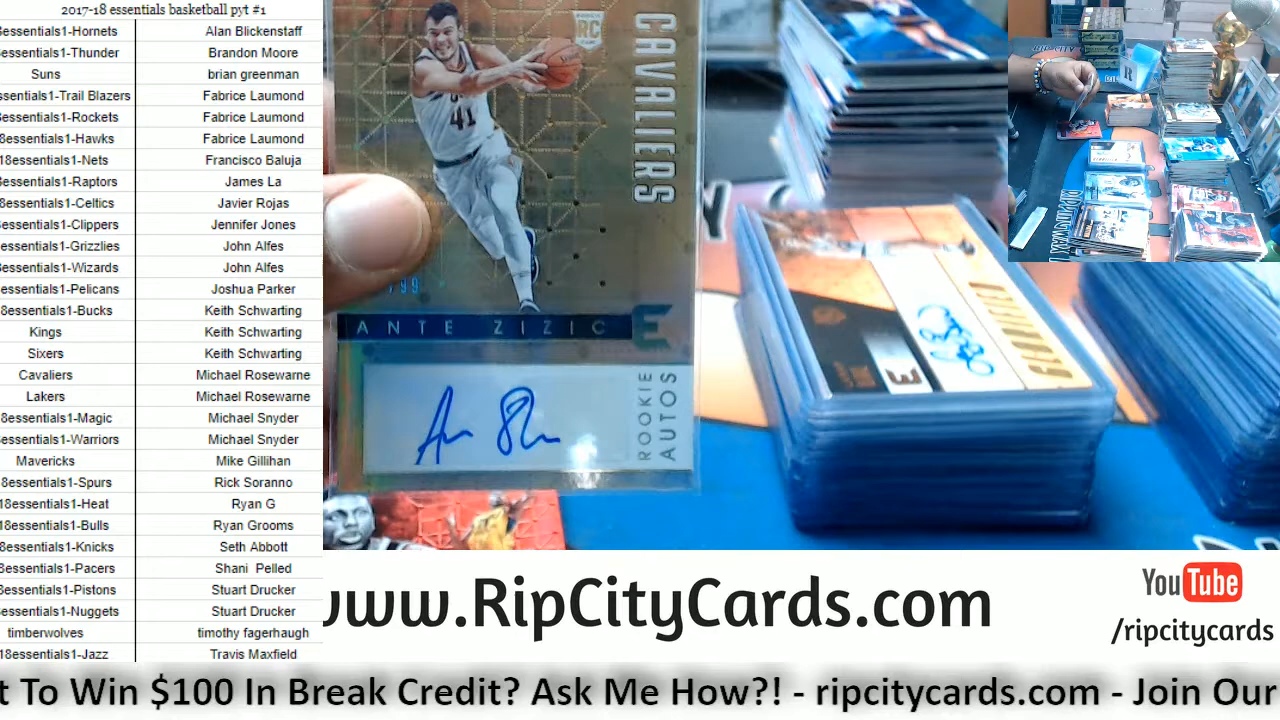 2017-18 essentials basketball pyt #1
8essentials1-Hornets Alan Blickenstaff
8essentials1-Thunder Brandon Moore
Suns brian greenman
ssentials1-Trail Blazers Fabrice Laumond
8essentials1-Rockets Fabrice Laumond
8essentials1-Hawks Fabrice Laumond
18essentials1-Nets Francisco Baluja
8essentials1-Raptors James La
8essentials1-Celtics Javier Rojas
8essentials1-Clippers Jennifer Jones
essentials1-Grizzlies John Alfes
8essentials1-Wizards John Alfes
essentials1-Pelicans Joshua Parker
8essentials1-Bucks Keith Schwarting
Kings Keith Schwarting
Sixers Keith Schwarting
Cavaliers Michael Rosewarne
Lakers Michael Rosewarne
8essentials1-Magic Michael Snyder
essentials1-Warriors Michael Snyder
Mavericks Mike Gillihan
8essentials1-Spurs Rick Soranno
18essentials1-Heat Ryan G
18essentials1-Bulls Ryan Grooms
8essentials1-Knicks Seth Abbott
8essentials1-Pacers Shani Pelled
8essentials1-Pistons Stuart Drucker
essentials1-Nuggets Stuart Drucker
timberwolves timothy fagerhaugh
18essentials1-Jazz Travis Maxfield
CAVALIERS
RC
41
/99
ANTE ZIZIC E
ROOKIE
AUTOS
www.RipCityCards.com
YouTube
/ripcitycards
t To Win $100 In Break Credit? Ask Me How?! - ripcitycards.com - Join Our